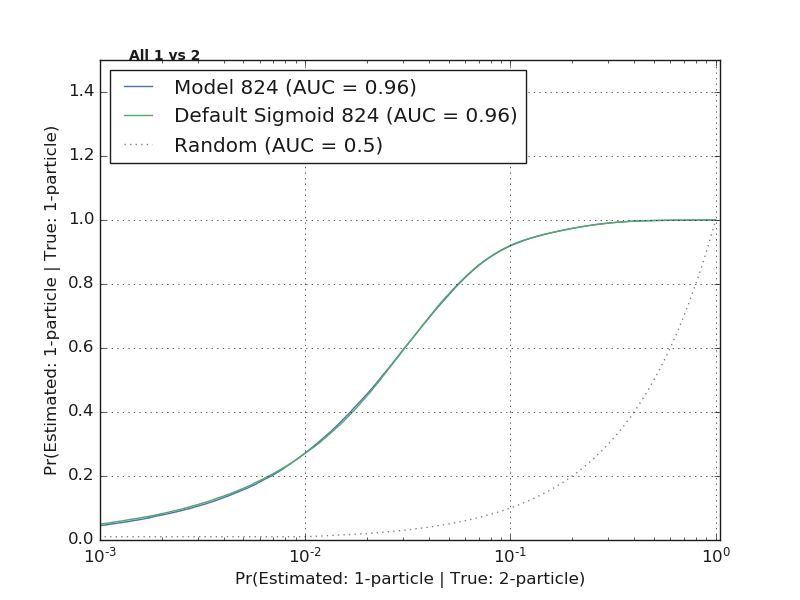 All 1 vs 2
Model 824 (AUC = 0.96)
Default Sigmoid 824 (AUC = 0.96)
Random (AUC = 0.5)
Pr(Estimated: 1-particle | True: 1-particle)
1.4
1.2
1.0
0.8
0.6
0.4
0.2
0.0
10^-3 10^-2 10^-1 10^0
Pr(Estimated: 1-particle | True: 2-particle)